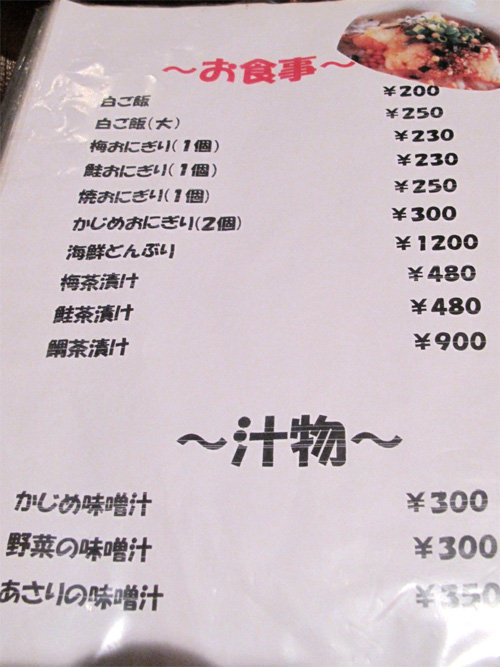 ～お食事～
白ご飯 ￥200
白ご飯（大） ￥250
梅おにぎり（1個） ￥230
鮭おにぎり（1個） ￥230
焼おにぎり（1個） ￥250
かじめおにぎり（2個） ￥300
海鮮どんぶり ￥1200
梅茶漬け ￥480
鮭茶漬け ￥480
鯛茶漬け ￥900
～汁物～
かじめ味噌汁 ￥300
野菜の味噌汁 ￥300
あさりの味噌汁 ￥350